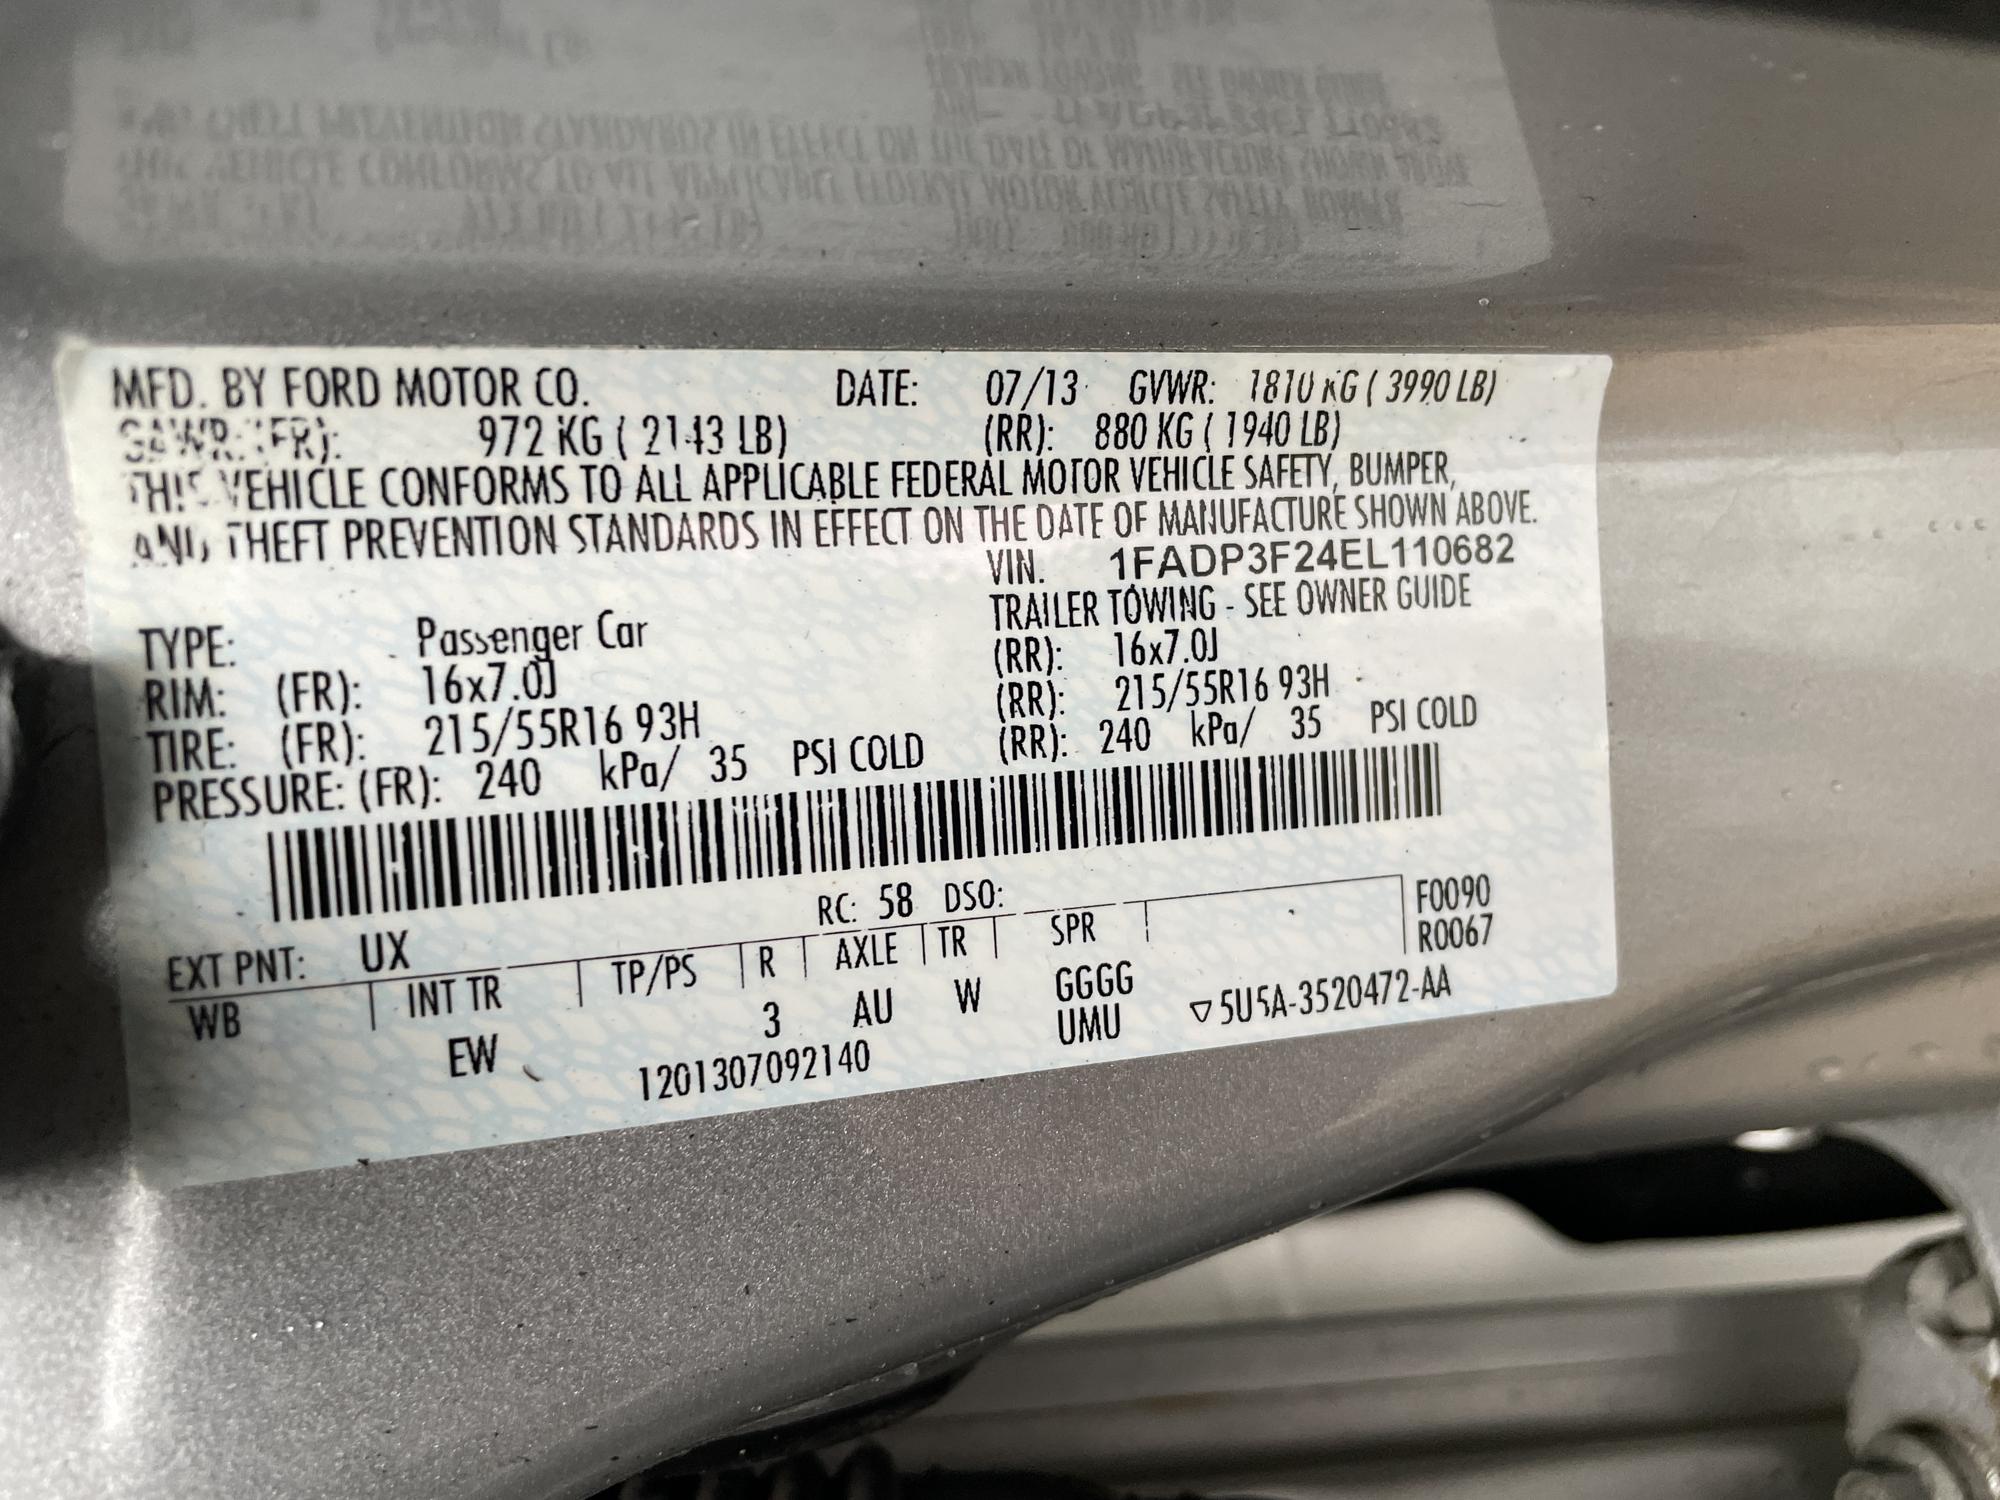 MFD. BY FORD MOTOR CO. DATE: 07/13 GVWR: 1810 KG ( 3990 LB)
GAWR: (FR): 972 KG ( 2143 LB) (RR): 880 KG ( 1940 LB)
THIS VEHICLE CONFORMS TO ALL APPLICABLE FEDERAL MOTOR VEHICLE SAFETY, BUMPER,
AND THEFT PREVENTION STANDARDS IN EFFECT ON THE DATE OF MANUFACTURE SHOWN ABOVE.
VIN: 1FADP3F24EL110682
TRAILER TOWING - SEE OWNER GUIDE
TYPE: Passenger Car
RIM: (FR): 16x7.0J (RR): 16x7.0J
TIRE: (FR): 215/55R16 93H (RR): 215/55R16 93H
PRESSURE: (FR): 240 kPa/ 35 PSI COLD (RR): 240 kPa/ 35 PSI COLD
RC: 58 DSO:
EXT PNT: UX
F0090
R0067
WB INT TR TP/PS R AXLE TR SPR
EW 3 AU W GGGG
UMU
▽5U5A-3520472-AA
1201307092140